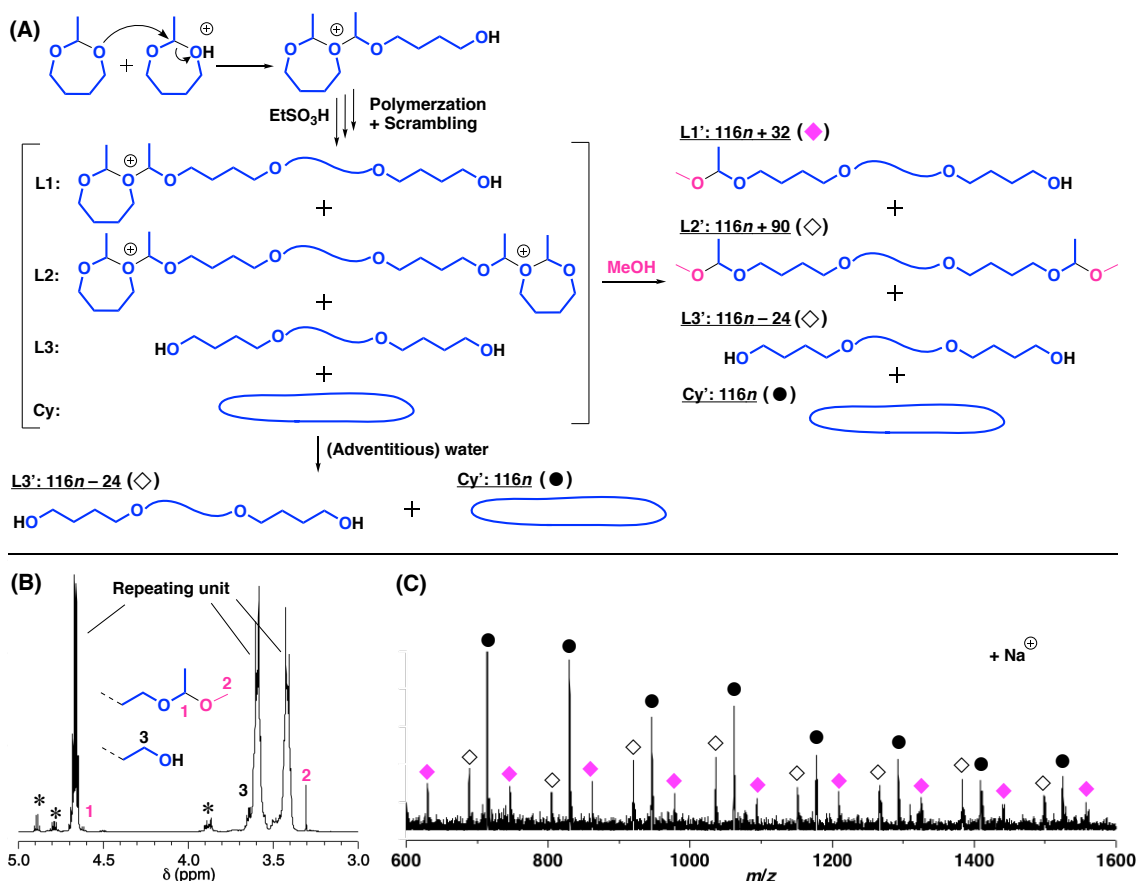 (A)
O O + O OH ⊕
O O ⊕ O OH
EtSO3H
Polymerzation
+ Scrambling
L1: O O ⊕ O O O OH
+
L2: O O ⊕ O O O O O ⊕ O
+
L3: HO O O OH
+
Cy:
MeOH
L1’: 116n + 32 (◆)
O O O O OH
+
L2’: 116n + 90 (◇)
O O O O O O
+
L3’: 116n – 24 (◇)
HO O O OH
+
Cy’: 116n (●)
(Adventitious) water
L3’: 116n – 24 (◇)
HO O O OH
+
Cy’: 116n (●)
(B)
Repeating unit
2
O O
1
3
OH
* * 1 * 3 2
5.0 4.5 4.0 3.5 3.0
δ (ppm)
(C)
+ Na⊕
600 800 1000 1200 1400 1600
m/z